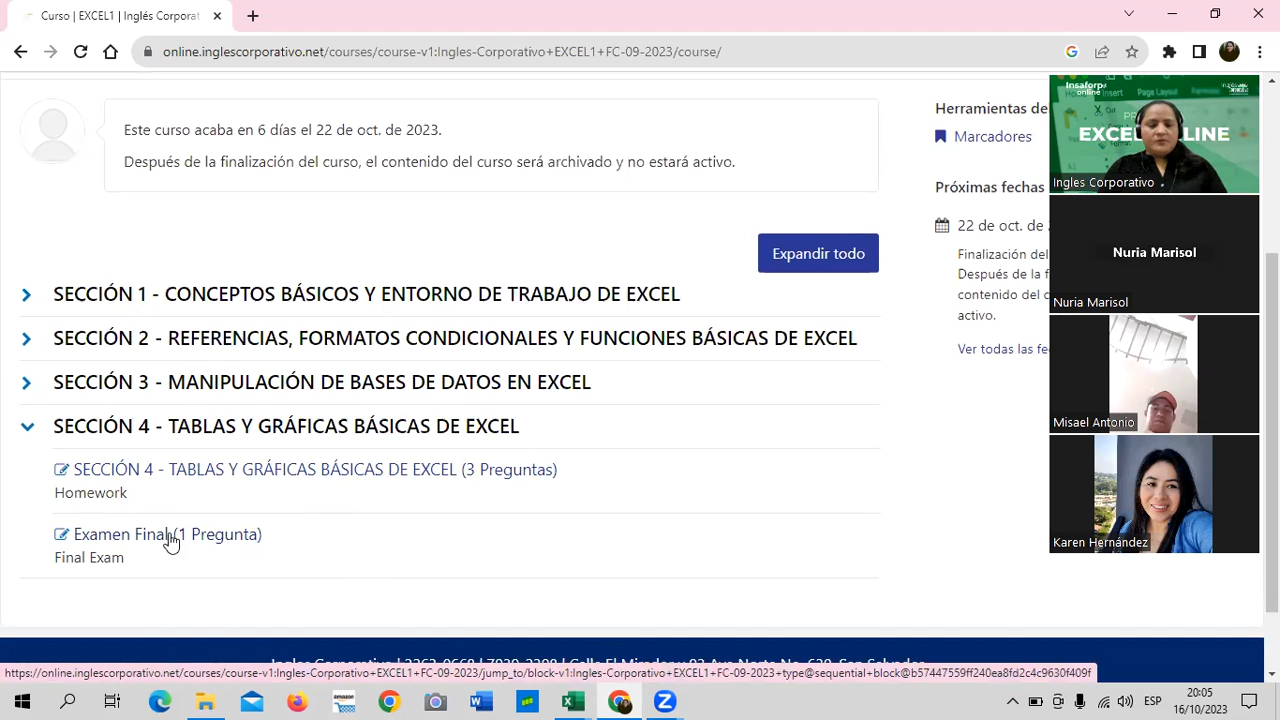 Curso | EXCEL1 | Inglés Corporat
online.inglescorporativo.net/courses/course-v1:Ingles-Corporativo+EXCEL1+FC-09-2023/course/
Este curso acaba en 6 días el 22 de oct. de 2023.
Después de la finalización del curso, el contenido del curso será archivado y no estará activo.
Herramientas de
Marcadores
Próximas fechas
22 de oct. de
Finalización del
Después de la f
contenido del c
activo.
Ver todas las fe
Expandir todo
SECCIÓN 1 - CONCEPTOS BÁSICOS Y ENTORNO DE TRABAJO DE EXCEL
SECCIÓN 2 - REFERENCIAS, FORMATOS CONDICIONALES Y FUNCIONES BÁSICAS DE EXCEL
SECCIÓN 3 - MANIPULACIÓN DE BASES DE DATOS EN EXCEL
SECCIÓN 4 - TABLAS Y GRÁFICAS BÁSICAS DE EXCEL
SECCIÓN 4 - TABLAS Y GRÁFICAS BÁSICAS DE EXCEL (3 Preguntas)
Homework
Examen Final (1 Pregunta)
Final Exam
Insaforp
online
Page Layout
EXCEL ONLINE
Ingles Corporativo
Nuria Marisol
Nuria Marisol
Misael Antonio
Karen Hernández
https://online.inglescorporativo.net/courses/course-v1:Ingles-Corporativo+EXCEL1+FC-09-2023/jump_to/block-v1:Ingles-Corporativo+EXCEL1+FC-09-2023+type@sequential+block@b57447559ff240ea8fd2c4c9630f409f
ESP
20:05
16/10/2023